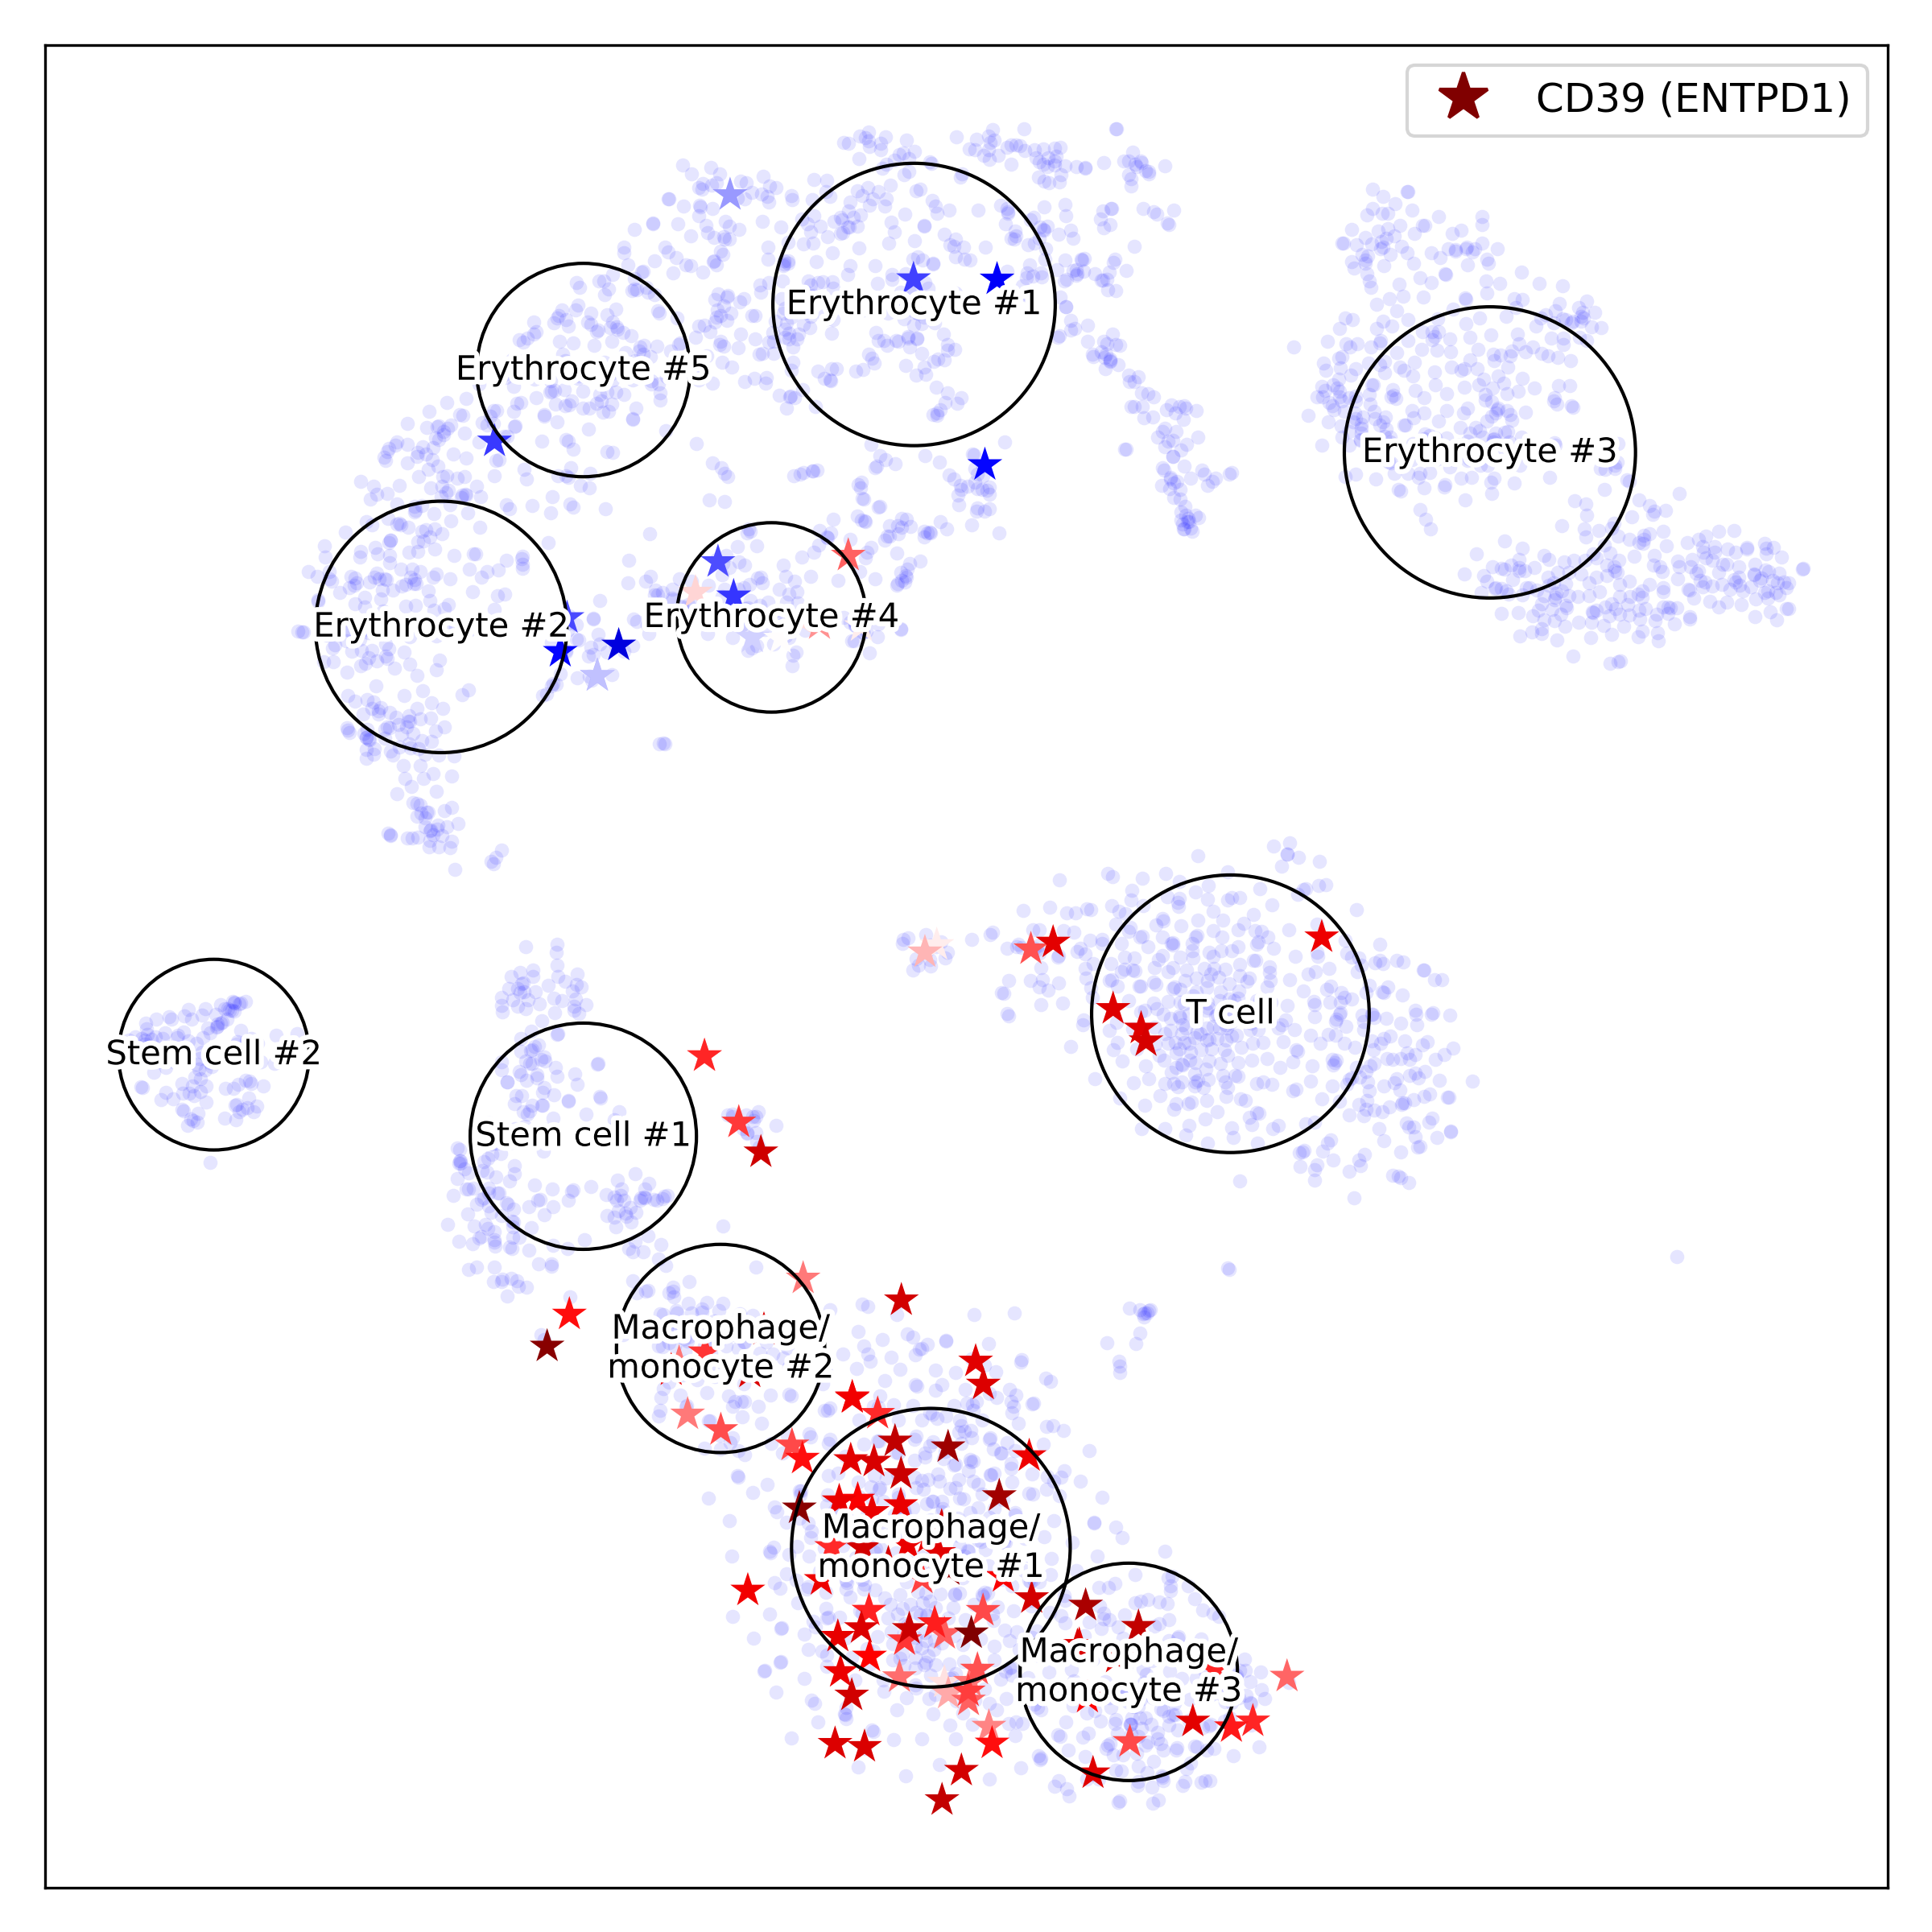 CD39 (ENTPD1)
Erythrocyte #1
Erythrocyte #5
Erythrocyte #3
Erythrocyte #4
Erythrocyte #2
T cell
Stem cell #2
Stem cell #1
Macrophage/
monocyte #2
Macrophage/
monocyte #1
Macrophage/
monocyte #3